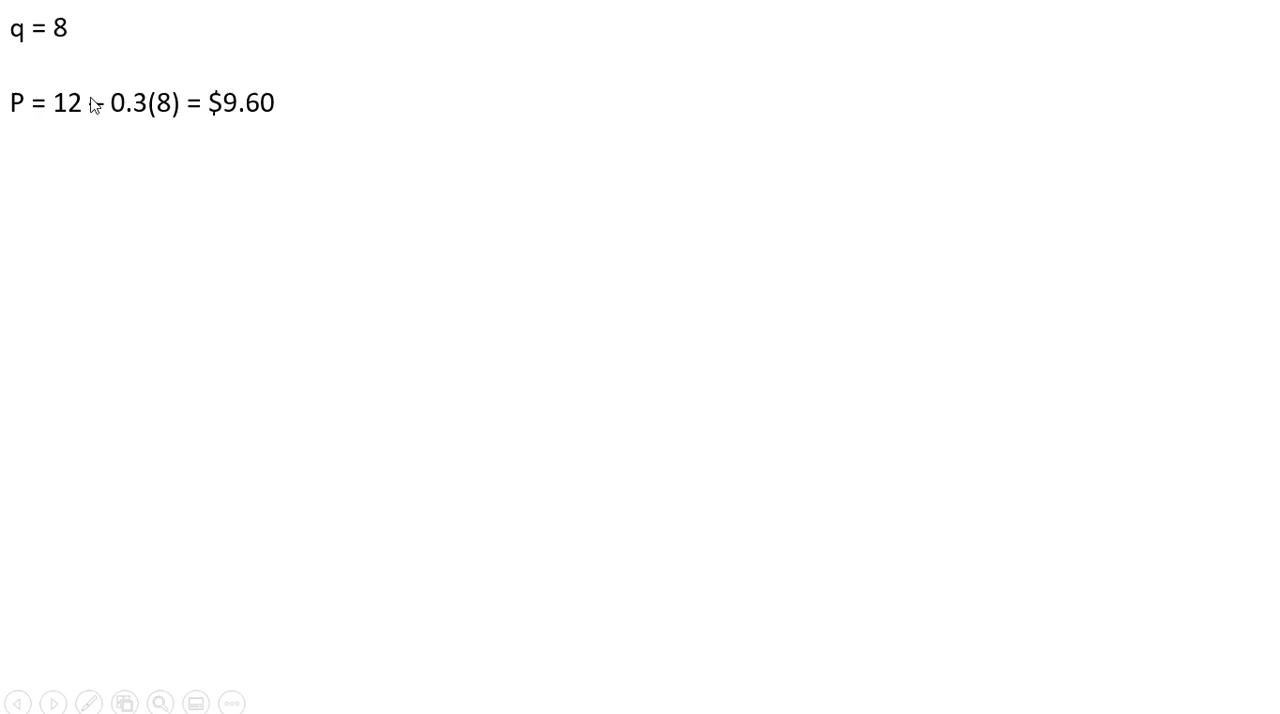 q = 8
P = 12 - 0.3(8) = $9.60